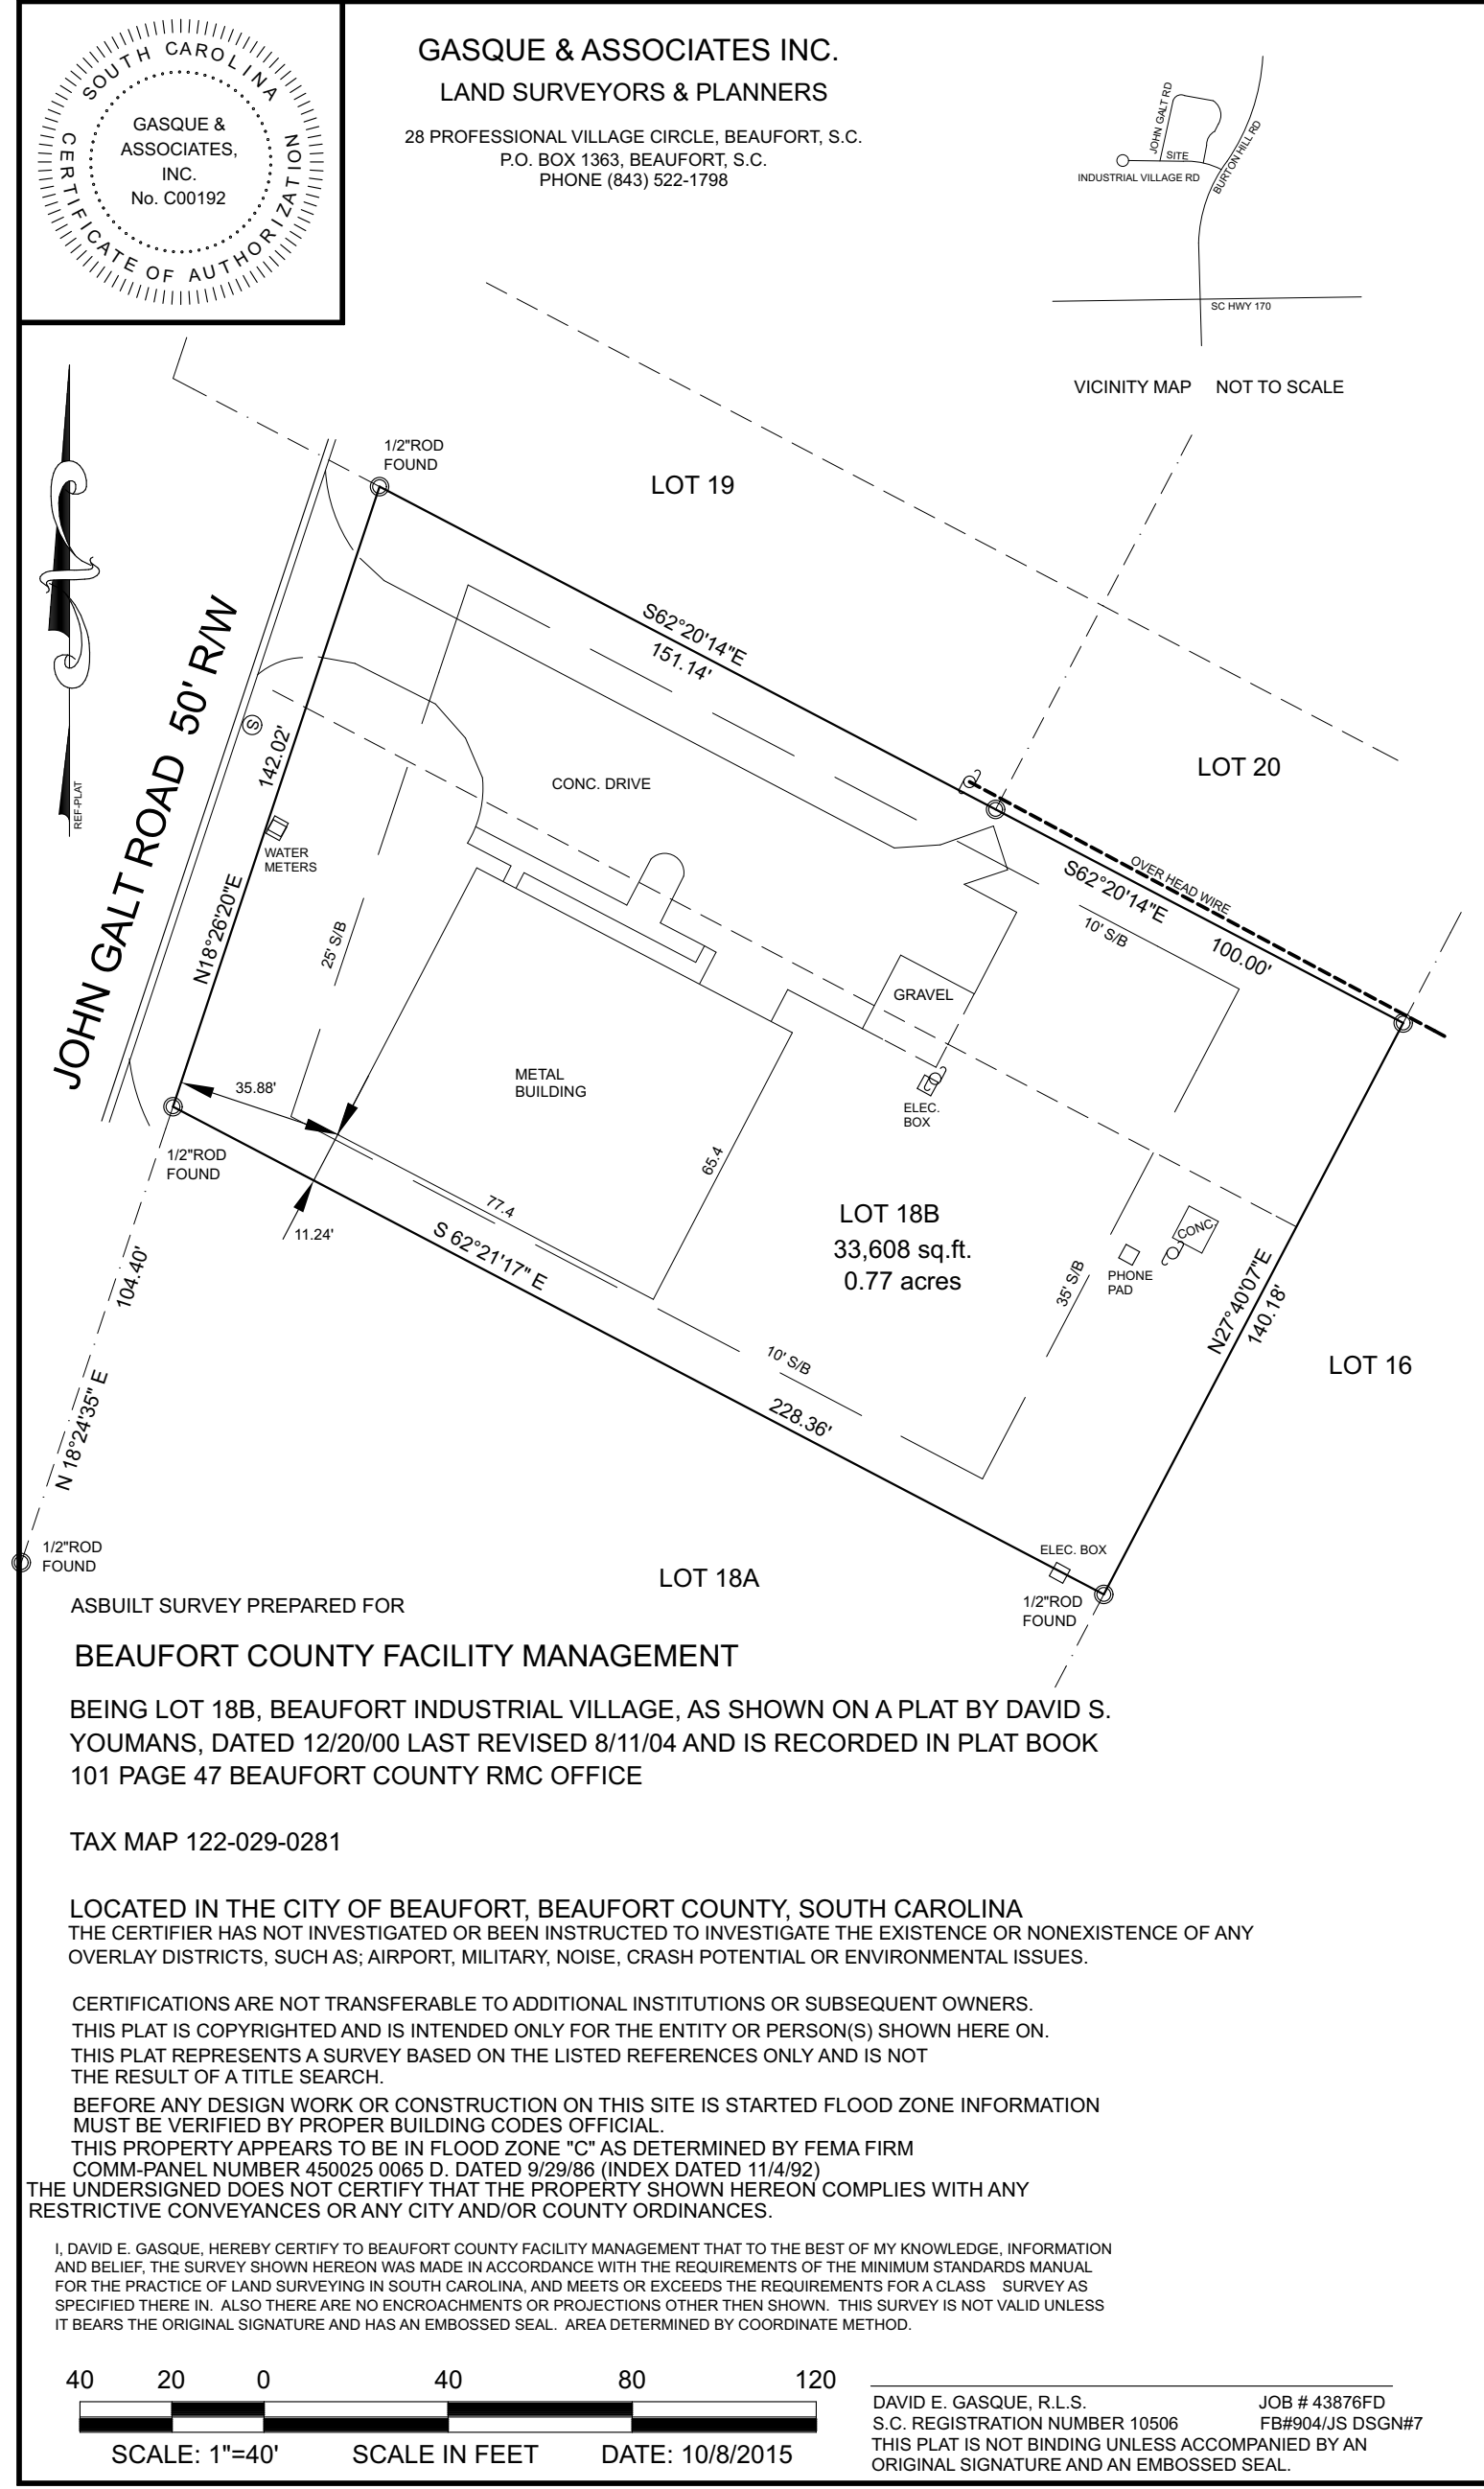 SOUTH CAROLINA
CERTIFICATE OF AUTHORIZATION
GASQUE &
ASSOCIATES,
INC.
No. C00192
GASQUE & ASSOCIATES INC.
LAND SURVEYORS & PLANNERS
28 PROFESSIONAL VILLAGE CIRCLE, BEAUFORT, S.C.
P.O. BOX 1363, BEAUFORT, S.C.
PHONE (843) 522-1798
JOHN GALT RD
SITE
INDUSTRIAL VILLAGE RD
BURTON HILL RD
SC HWY 170
VICINITY MAP NOT TO SCALE
REF-PLAT
1/2"ROD
FOUND
LOT 19
S62°20'14"E
151.14'
JOHN GALT ROAD 50' R/W
S
142.02'
N18°26'20"E
WATER
METERS
CONC. DRIVE
LOT 20
OVER HEAD WIRE
S62°20'14"E
100.00'
10' S/B
25' S/B
GRAVEL
METAL
BUILDING
ELEC.
BOX
35.88'
1/2"ROD
FOUND
65.4
77.4
11.24'
S 62°21'17" E
LOT 18B
33,608 sq.ft.
0.77 acres
CONC.
PHONE
PAD
35' S/B
N27°40'07"E
140.18'
LOT 16
104.40'
N 18°24'35" E
10' S/B
228.36'
1/2"ROD
FOUND
ELEC. BOX
LOT 18A
1/2"ROD
FOUND
ASBUILT SURVEY PREPARED FOR
BEAUFORT COUNTY FACILITY MANAGEMENT
BEING LOT 18B, BEAUFORT INDUSTRIAL VILLAGE, AS SHOWN ON A PLAT BY DAVID S.
YOUMANS, DATED 12/20/00 LAST REVISED 8/11/04 AND IS RECORDED IN PLAT BOOK
101 PAGE 47 BEAUFORT COUNTY RMC OFFICE
TAX MAP 122-029-0281
LOCATED IN THE CITY OF BEAUFORT, BEAUFORT COUNTY, SOUTH CAROLINA
THE CERTIFIER HAS NOT INVESTIGATED OR BEEN INSTRUCTED TO INVESTIGATE THE EXISTENCE OR NONEXISTENCE OF ANY
OVERLAY DISTRICTS, SUCH AS; AIRPORT, MILITARY, NOISE, CRASH POTENTIAL OR ENVIRONMENTAL ISSUES.
CERTIFICATIONS ARE NOT TRANSFERABLE TO ADDITIONAL INSTITUTIONS OR SUBSEQUENT OWNERS.
THIS PLAT IS COPYRIGHTED AND IS INTENDED ONLY FOR THE ENTITY OR PERSON(S) SHOWN HERE ON.
THIS PLAT REPRESENTS A SURVEY BASED ON THE LISTED REFERENCES ONLY AND IS NOT
THE RESULT OF A TITLE SEARCH.
BEFORE ANY DESIGN WORK OR CONSTRUCTION ON THIS SITE IS STARTED FLOOD ZONE INFORMATION
MUST BE VERIFIED BY PROPER BUILDING CODES OFFICIAL.
THIS PROPERTY APPEARS TO BE IN FLOOD ZONE "C" AS DETERMINED BY FEMA FIRM
COMM-PANEL NUMBER 450025 0065 D. DATED 9/29/86 (INDEX DATED 11/4/92)
THE UNDERSIGNED DOES NOT CERTIFY THAT THE PROPERTY SHOWN HEREON COMPLIES WITH ANY
RESTRICTIVE CONVEYANCES OR ANY CITY AND/OR COUNTY ORDINANCES.
I, DAVID E. GASQUE, HEREBY CERTIFY TO BEAUFORT COUNTY FACILITY MANAGEMENT THAT TO THE BEST OF MY KNOWLEDGE, INFORMATION
AND BELIEF, THE SURVEY SHOWN HEREON WAS MADE IN ACCORDANCE WITH THE REQUIREMENTS OF THE MINIMUM STANDARDS MANUAL
FOR THE PRACTICE OF LAND SURVEYING IN SOUTH CAROLINA, AND MEETS OR EXCEEDS THE REQUIREMENTS FOR A CLASS SURVEY AS
SPECIFIED THERE IN. ALSO THERE ARE NO ENCROACHMENTS OR PROJECTIONS OTHER THEN SHOWN. THIS SURVEY IS NOT VALID UNLESS
IT BEARS THE ORIGINAL SIGNATURE AND HAS AN EMBOSSED SEAL. AREA DETERMINED BY COORDINATE METHOD.
40 20 0 40 80 120
SCALE: 1"=40' SCALE IN FEET DATE: 10/8/2015
DAVID E. GASQUE, R.L.S. JOB # 43876FD
S.C. REGISTRATION NUMBER 10506 FB#904/JS DSGN#7
THIS PLAT IS NOT BINDING UNLESS ACCOMPANIED BY AN
ORIGINAL SIGNATURE AND AN EMBOSSED SEAL.